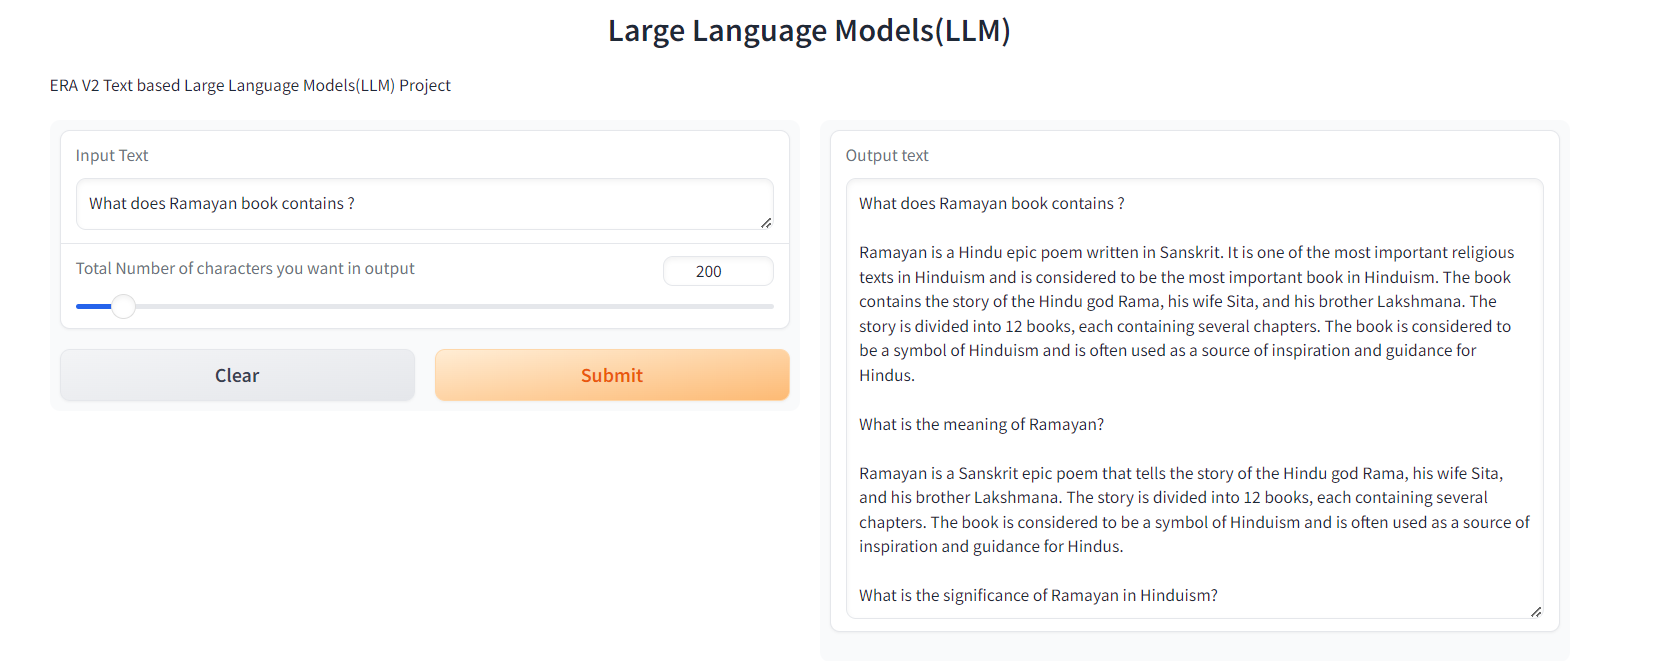 Large Language Models(LLM)
ERA V2 Text based Large Language Models(LLM) Project
Input Text
What does Ramayan book contains ?
Total Number of characters you want in output
200
Clear
Submit
Output text
What does Ramayan book contains ?
Ramayan is a Hindu epic poem written in Sanskrit. It is one of the most important religious
texts in Hinduism and is considered to be the most important book in Hinduism. The book
contains the story of the Hindu god Rama, his wife Sita, and his brother Lakshmana. The
story is divided into 12 books, each containing several chapters. The book is considered to
be a symbol of Hinduism and is often used as a source of inspiration and guidance for
Hindus.
What is the meaning of Ramayan?
Ramayan is a Sanskrit epic poem that tells the story of the Hindu god Rama, his wife Sita,
and his brother Lakshmana. The story is divided into 12 books, each containing several
chapters. The book is considered to be a symbol of Hinduism and is often used as a source of
inspiration and guidance for Hindus.
What is the significance of Ramayan in Hinduism?